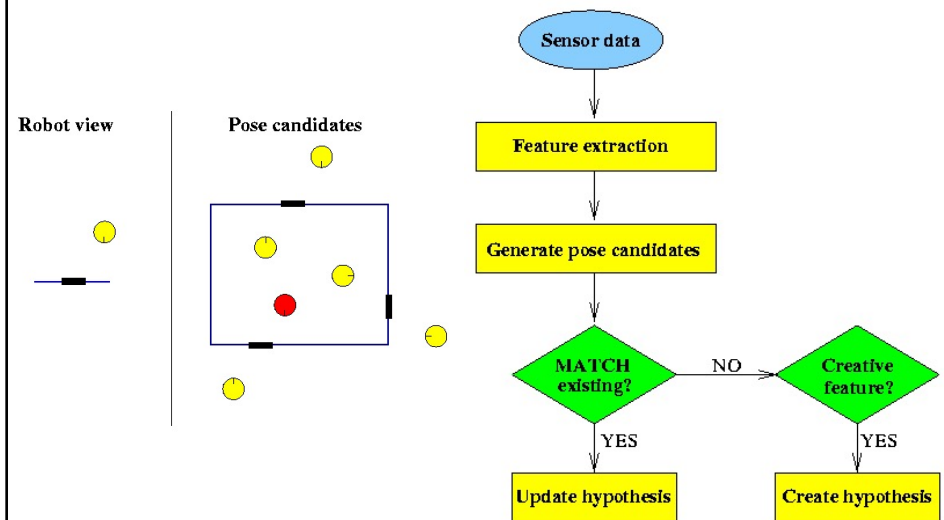 Sensor data
Robot view
Pose candidates
Feature extraction
Generate pose candidates
MATCH
existing?
NO
Creative
feature?
YES
YES
Update hypothesis
Create hypothesis